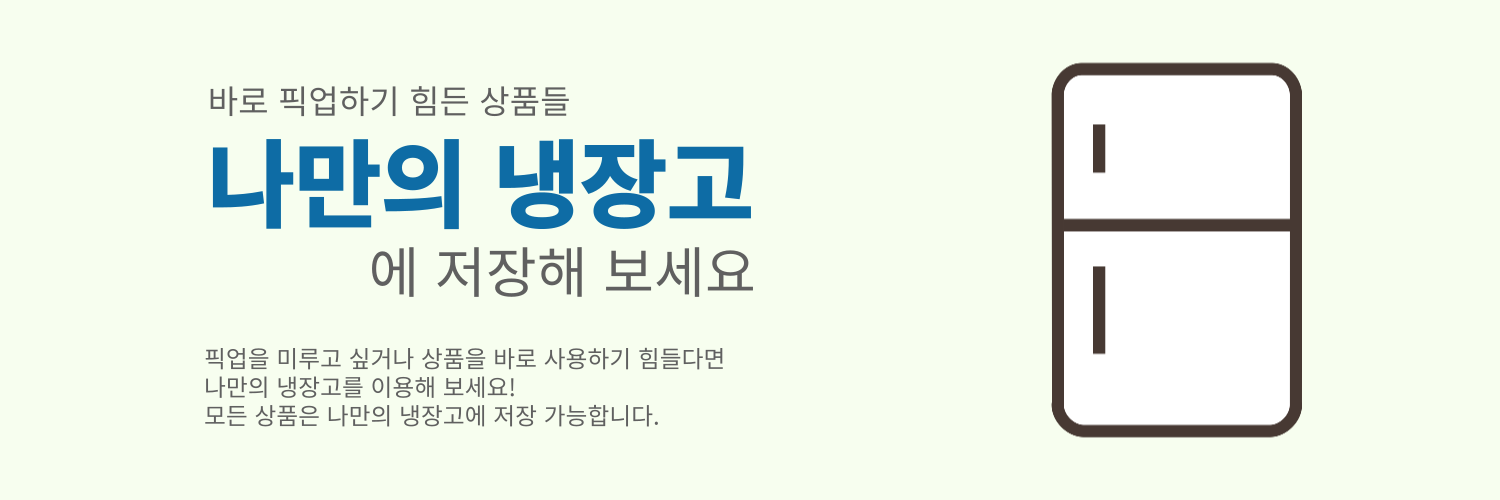 바로 픽업하기 힘든 상품들
나만의 냉장고
에 저장해 보세요
픽업을 미루고 싶거나 상품을 바로 사용하기 힘들다면
나만의 냉장고를 이용해 보세요!
모든 상품은 나만의 냉장고에 저장 가능합니다.